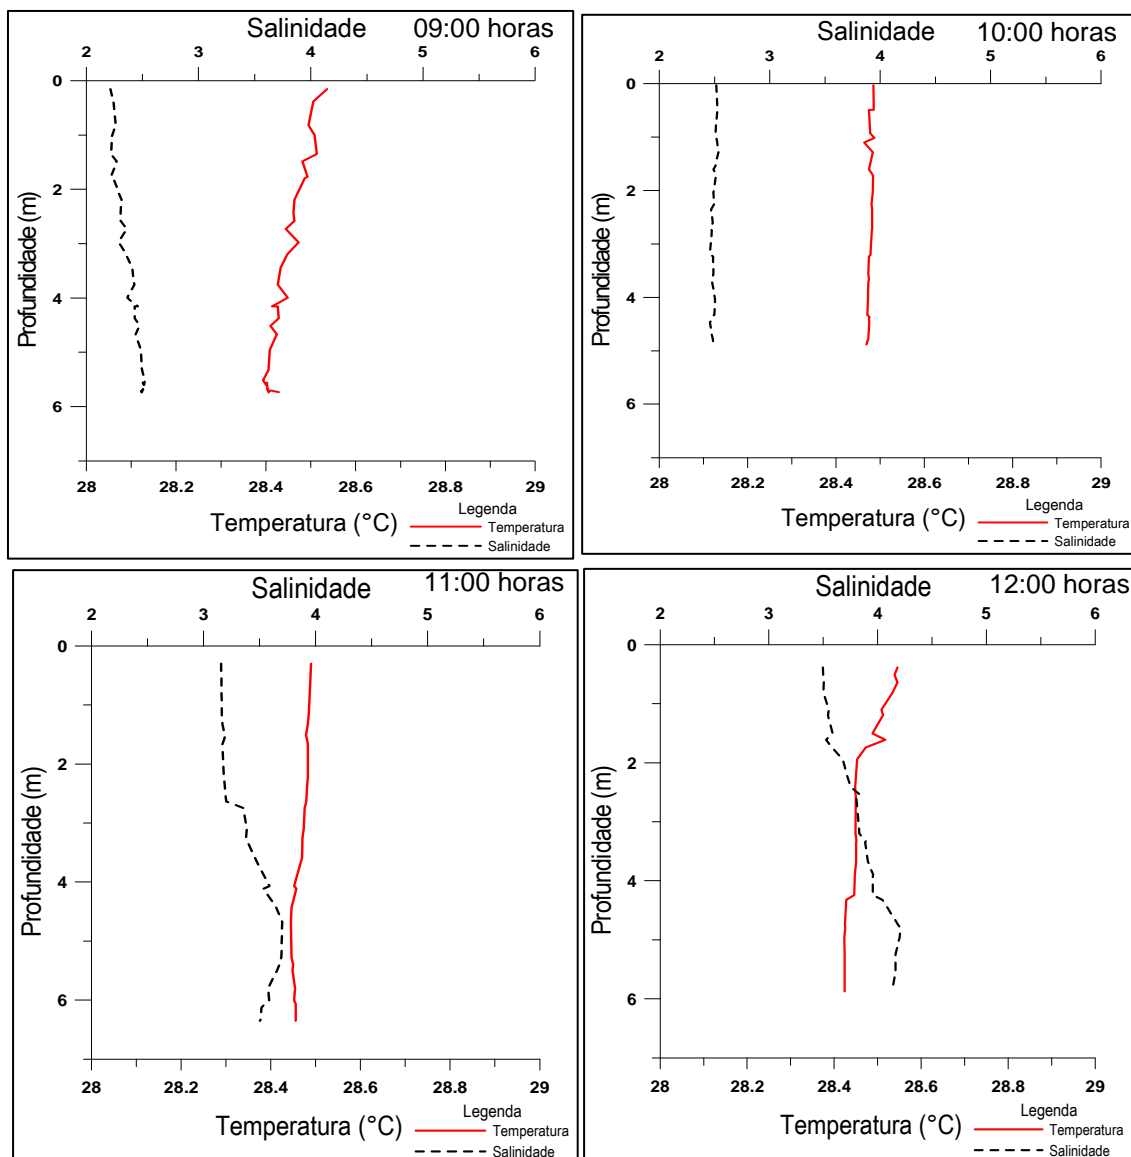 Salinidade 09:00 horas
2 3 4 5 6
0
2
4
6
Profundidade (m)
28 28.2 28.4 28.6 28.8 29
Temperatura (°C)
Legenda
Temperatura
Salinidade
Salinidade 10:00 horas
2 3 4 5 6
0
2
4
6
Profundidade (m)
28 28.2 28.4 28.6 28.8 29
Temperatura (°C)
Legenda
Temperatura
Salinidade
Salinidade 11:00 horas
2 3 4 5 6
0
2
4
6
Profundidade (m)
28 28.2 28.4 28.6 28.8 29
Temperatura (°C)
Legenda
Temperatura
Salinidade
Salinidade 12:00 horas
2 3 4 5 6
0
2
4
6
Profundidade (m)
28 28.2 28.4 28.6 28.8 29
Temperatura (°C)
Legenda
Temperatura
Salinidade